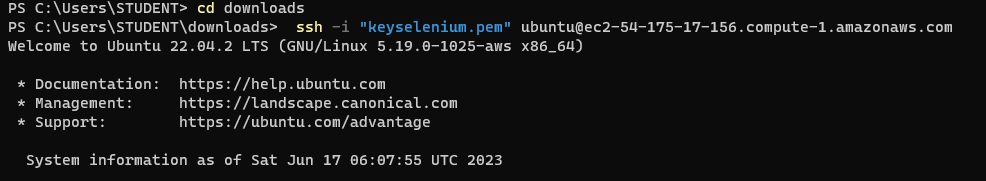 PS C:\Users\STUDENT> cd downloads
PS C:\Users\STUDENT\downloads>  ssh -i "keyselenium.pem" ubuntu@ec2-54-175-17-156.compute-1.amazonaws.com
Welcome to Ubuntu 22.04.2 LTS (GNU/Linux 5.19.0-1025-aws x86_64)

 * Documentation:  https://help.ubuntu.com
 * Management:     https://landscape.canonical.com
 * Support:        https://ubuntu.com/advantage

  System information as of Sat Jun 17 06:07:55 UTC 2023